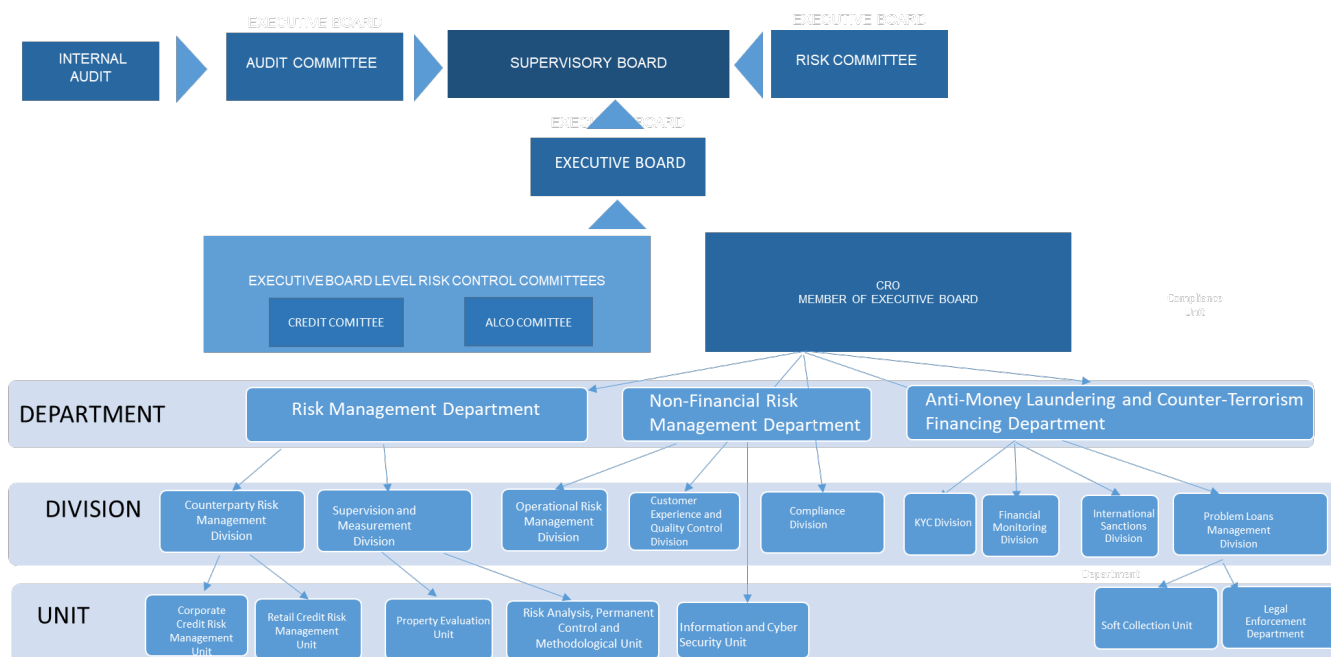 EXECUTIVE BOARD
EXECUTIVE BOARD
INTERNAL
AUDIT
AUDIT COMMITTEE
SUPERVISORY BOARD
RISK COMMITTEE
EXECUTIVE BOARD
EXECUTIVE BOARD
EXECUTIVE BOARD LEVEL RISK CONTROL COMMITTEES
CREDIT COMITTEE
ALCO COMITTEE
CRO
MEMBER OF EXECUTIVE BOARD
Compliance
Unit
DEPARTMENT
Risk Management Department
Non-Financial Risk
Management Department
Anti-Money Laundering and Counter-Terrorism
Financing Department
DIVISION
Counterparty Risk
Management
Division
Supervision and
Measurement
Division
Operational Risk
Management
Division
Customer
Experience and
Quality Control
Division
Compliance
Division
KYC Division
Financial
Monitoring
Division
International
Sanctions
Division
Problem Loans
Management
Division
Department
UNIT
Corporate
Credit Risk
Management
Unit
Retail Credit Risk
Management
Unit
Property Evaluation
Unit
Risk Analysis, Permanent
Control and
Methodological Unit
Information and Cyber
Security Unit
Soft Collection Unit
Legal
Enforcement
Department